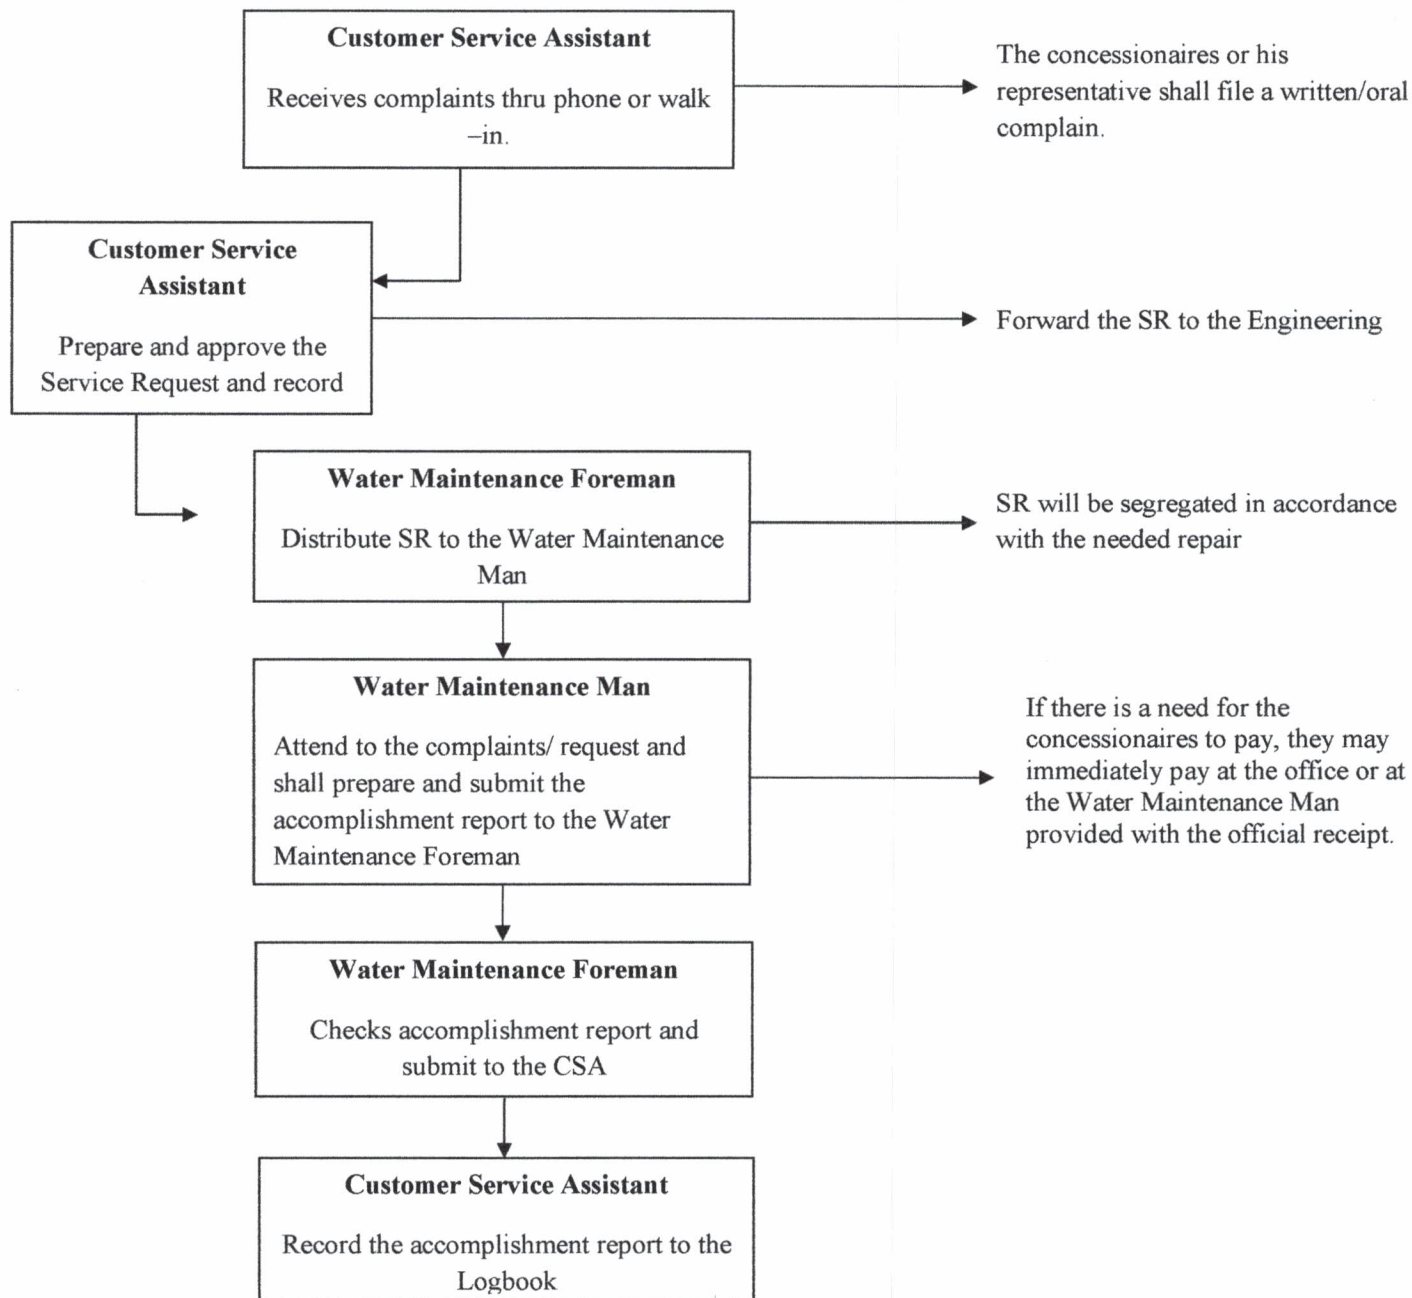 Customer Service Assistant
Receives complaints thru phone or walk
–in.
The concessionaires or his
representative shall file a written/oral
complain.
Customer Service
Assistant
Prepare and approve the
Service Request and record
Forward the SR to the Engineering
Water Maintenance Foreman
Distribute SR to the Water Maintenance
Man
SR will be segregated in accordance
with the needed repair
Water Maintenance Man
Attend to the complaints/ request and
shall prepare and submit the
accomplishment report to the Water
Maintenance Foreman
If there is a need for the
concessionaires to pay, they may
immediately pay at the office or at
the Water Maintenance Man
provided with the official receipt.
Water Maintenance Foreman
Checks accomplishment report and
submit to the CSA
Customer Service Assistant
Record the accomplishment report to the
Logbook